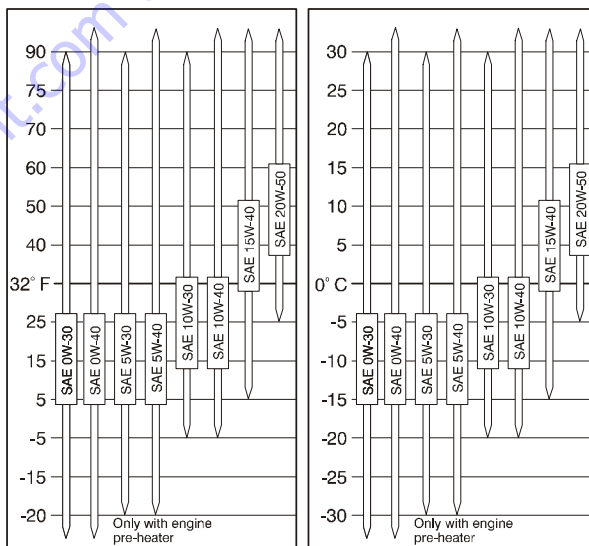 90
75
70
60
50
40
32° F
25
15
5
-5
-15
-20
SAE 0W-30
SAE 0W-40
SAE 5W-30
SAE 5W-40
SAE 10W-30
SAE 10W-40
SAE 15W-40
SAE 20W-50
Only with engine
pre-heater
30
25
20
15
10
5
0° C
-5
-10
-15
-20
-25
-30
SAE 0W-30
SAE 0W-40
SAE 5W-30
SAE 5W-40
SAE 10W-30
SAE 10W-40
SAE 15W-40
SAE 20W-50
Only with engine
pre-heater